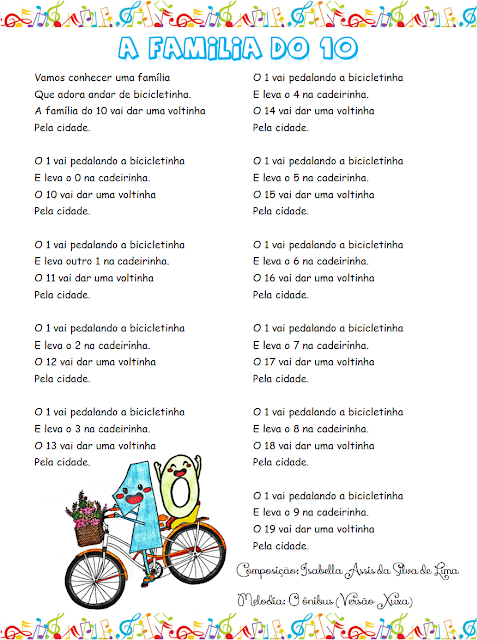 A FAMILIA DO 10
Vamos conhecer uma família
Que adora andar de bicicletinha.
A família do 10 vai dar uma voltinha
Pela cidade.
O 1 vai pedalando a bicicletinha
E leva o 0 na cadeirinha.
O 10 vai dar uma voltinha
Pela cidade.
O 1 vai pedalando a bicicletinha
E leva outro 1 na cadeirinha.
O 11 vai dar uma voltinha
Pela cidade.
O 1 vai pedalando a bicicletinha
E leva o 2 na cadeirinha.
O 12 vai dar uma voltinha
Pela cidade.
O 1 vai pedalando a bicicletinha
E leva o 3 na cadeirinha.
O 13 vai dar uma voltinha
Pela cidade.
O 1 vai pedalando a bicicletinha
E leva o 4 na cadeirinha.
O 14 vai dar uma voltinha
Pela cidade.
O 1 vai pedalando a bicicletinha
E leva o 5 na cadeirinha.
O 15 vai dar uma voltinha
Pela cidade.
O 1 vai pedalando a bicicletinha
E leva o 6 na cadeirinha.
O 16 vai dar uma voltinha
Pela cidade.
O 1 vai pedalando a bicicletinha
E leva o 7 na cadeirinha.
O 17 vai dar uma voltinha
Pela cidade.
O 1 vai pedalando a bicicletinha
E leva o 8 na cadeirinha.
O 18 vai dar uma voltinha
Pela cidade.
O 1 vai pedalando a bicicletinha
E leva o 9 na cadeirinha.
O 19 vai dar uma voltinha
Pela cidade.
10
Composição: Isabella Assis da Silva de Lima
Melodia: O ônibus (Versão Xuxa)